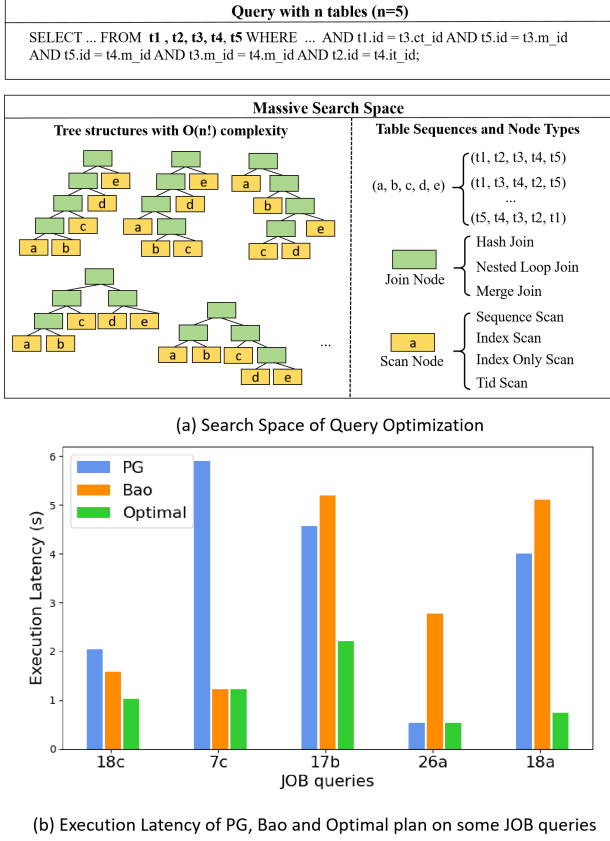 Query with n tables (n=5)
SELECT ... FROM t1 , t2, t3, t4, t5 WHERE ... AND t1.id = t3.ct_id AND t5.id = t3.m_id
AND t5.id = t4.m_id AND t3.m_id = t4.m_id AND t2.id = t4.it_id;
Massive Search Space
Tree structures with O(n!) complexity
e
d
c
a b
e
d
a
b c
a
b
e
c d
c d e
a b
a b c
d e
...
Table Sequences and Node Types
(a, b, c, d, e)
(t1, t2, t3, t4, t5)
(t1, t3, t4, t2, t5)
...
(t5, t4, t3, t2, t1)
Join Node
Hash Join
Nested Loop Join
Merge Join
a
Scan Node
Sequence Scan
Index Scan
Index Only Scan
Tid Scan
(a) Search Space of Query Optimization
Execution Latency (s)
6
5
4
3
2
1
0
PG
Bao
Optimal
18c 7c 17b 26a 18a
JOB queries
(b) Execution Latency of PG, Bao and Optimal plan on some JOB queries